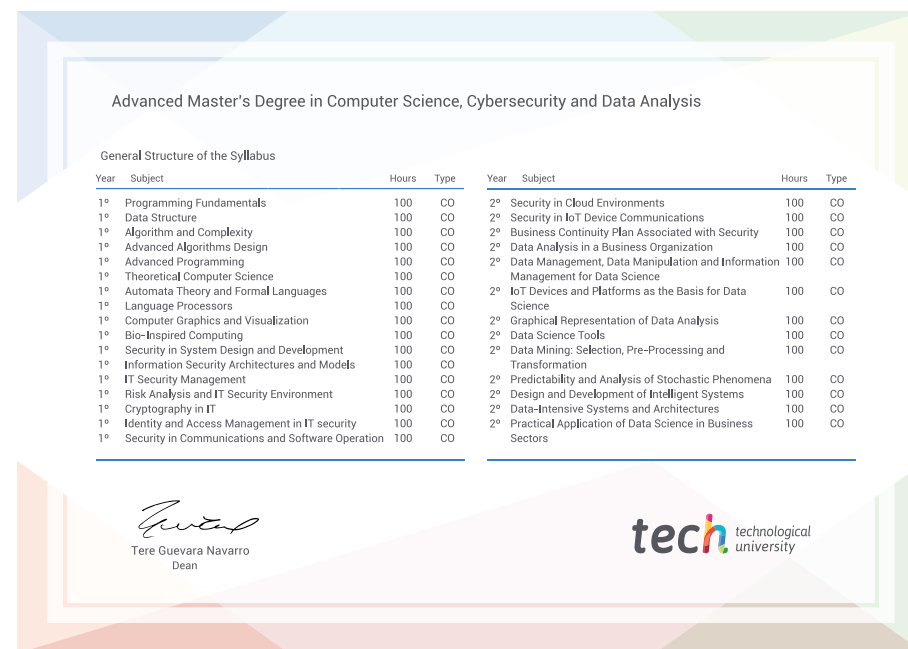 Advanced Master's Degree in Computer Science, Cybersecurity and Data Analysis
General Structure of the Syllabus
Year Subject Hours Type
1º Programming Fundamentals 100 CO
1º Data Structure 100 CO
1º Algorithm and Complexity 100 CO
1º Advanced Algorithms Design 100 CO
1º Advanced Programming 100 CO
1º Theoretical Computer Science 100 CO
1º Automata Theory and Formal Languages 100 CO
1º Language Processors 100 CO
1º Computer Graphics and Visualization 100 CO
1º Bio-Inspired Computing 100 CO
1º Security in System Design and Development 100 CO
1º Information Security Architectures and Models 100 CO
1º IT Security Management 100 CO
1º Risk Analysis and IT Security Environment 100 CO
1º Cryptography in IT 100 CO
1º Identity and Access Management in IT security 100 CO
1º Security in Communications and Software Operation 100 CO
Year Subject Hours Type
2º Security in Cloud Environments 100 CO
2º Security in IoT Device Communications 100 CO
2º Business Continuity Plan Associated with Security 100 CO
2º Data Analysis in a Business Organization 100 CO
2º Data Management, Data Manipulation and Information 100 CO
Management for Data Science
2º IoT Devices and Platforms as the Basis for Data 100 CO
Science
2º Graphical Representation of Data Analysis 100 CO
2º Data Science Tools 100 CO
2º Data Mining: Selection, Pre-Processing and 100 CO
Transformation
2º Predictability and Analysis of Stochastic Phenomena 100 CO
2º Design and Development of Intelligent Systems 100 CO
2º Data-Intensive Systems and Architectures 100 CO
2º Practical Application of Data Science in Business 100 CO
Sectors
Tere Guevara Navarro
Dean
tech technological
university